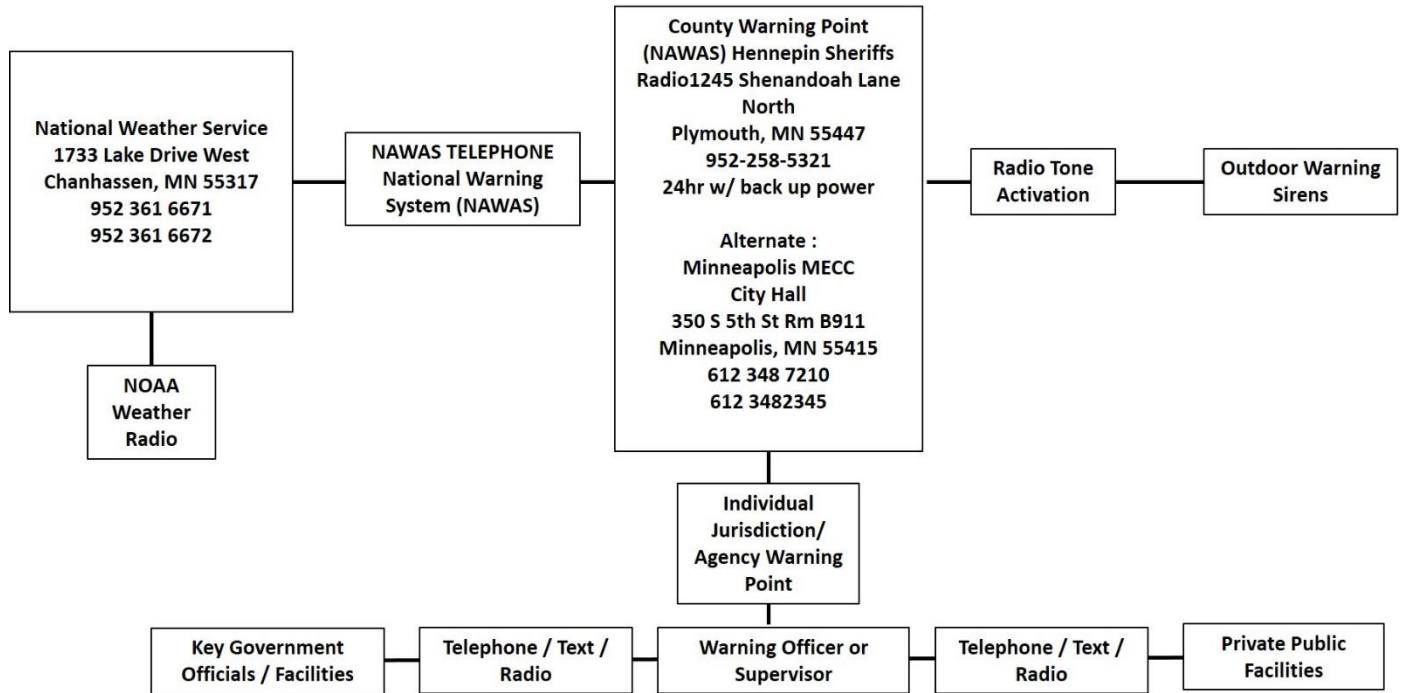 National Weather Service
1733 Lake Drive West
Chanhassen, MN 55317
952 361 6671
952 361 6672
NOAA
Weather
Radio
NAWAS TELEPHONE
National Warning
System (NAWAS)
County Warning Point
(NAWAS) Hennepin Sheriffs
Radio1245 Shenandoah Lane
North
Plymouth, MN 55447
952-258-5321
24hr w/ back up power
Alternate :
Minneapolis MECC
City Hall
350 S 5th St Rm B911
Minneapolis, MN 55415
612 348 7210
612 3482345
Radio Tone
Activation
Outdoor Warning
Sirens
Individual
Jurisdiction/
Agency Warning
Point
Key Government
Officials / Facilities
Telephone / Text /
Radio
Warning Officer or
Supervisor
Telephone / Text /
Radio
Private Public
Facilities